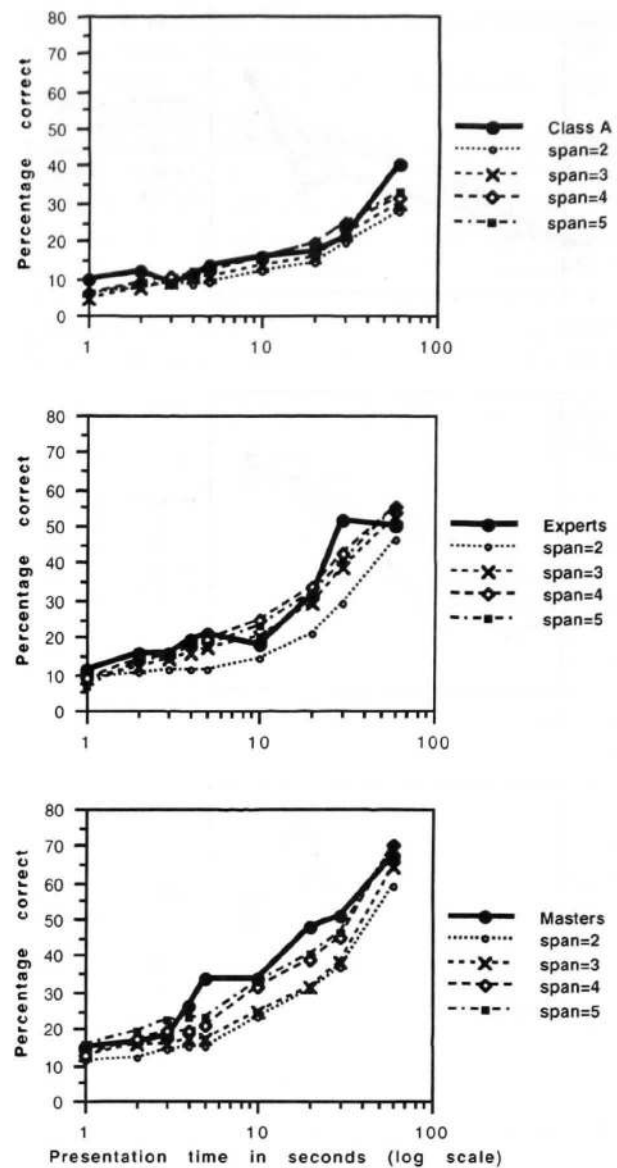 80
70
60
50
40
30
20
10
0
Percentage correct
1 10 100
Class A
span=2
span=3
span=4
span=5
80
70
60
50
40
30
20
10
0
Percentage correct
1 10 100
Experts
span=2
span=3
span=4
span=5
80
70
60
50
40
30
20
10
0
Percentage correct
1 10 100
Masters
span=2
span=3
span=4
span=5
Presentation time in seconds (log scale)